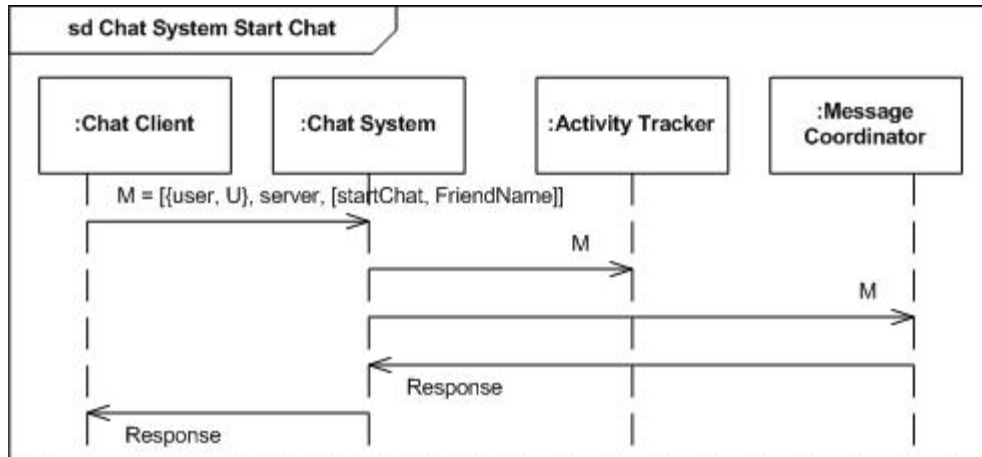 sd Chat System Start Chat
:Chat Client
:Chat System
:Activity Tracker
:Message
Coordinator
M = [{user, U}, server, [startChat, FriendName]]
M
M
Response
Response